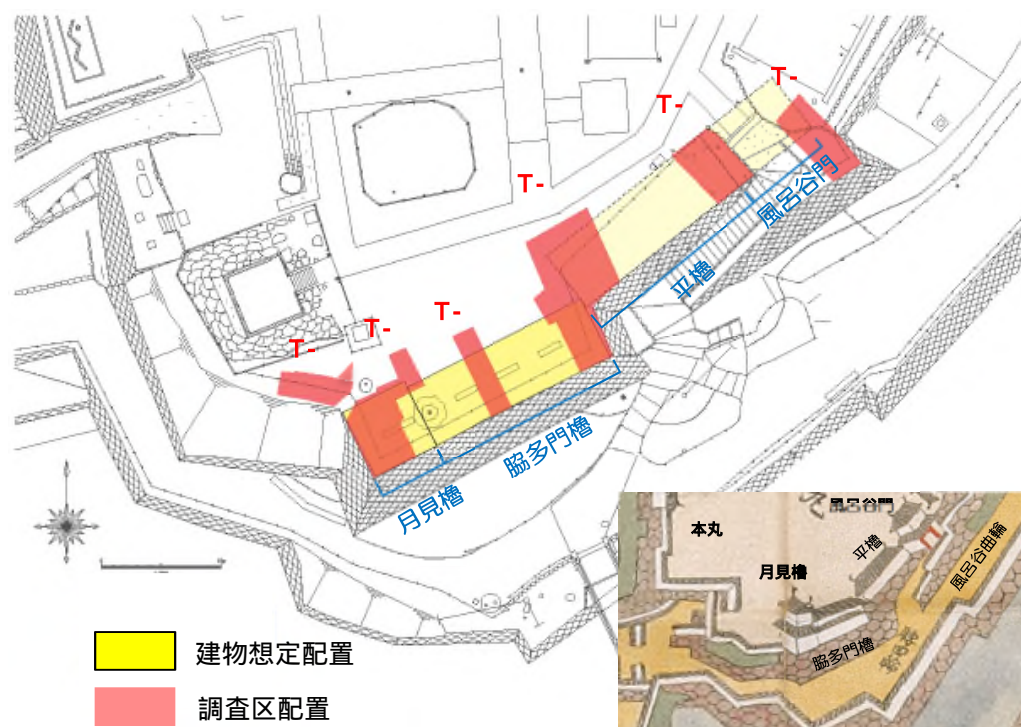 T-
T-
T-
T-
T-
T-
風呂谷門
平櫓
脇多門櫓
月見櫓
建物想定配置
調査区配置
風呂谷門
本丸
平櫓
月見櫓
風呂谷曲輪
脇多門櫓